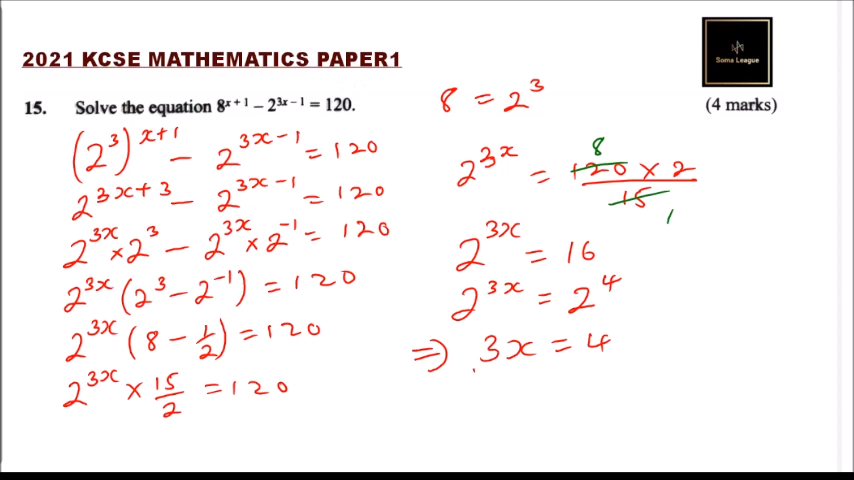 2021 KCSE MATHEMATICS PAPER1
Soma League
15. Solve the equation 8^{x+1} − 2^{3x−1} = 120. (4 marks)
(2^3)^{x+1} − 2^{3x−1} = 120
2^{3x+3} − 2^{3x−1} = 120
2^{3x} × 2^3 − 2^{3x} × 2^{−1} = 120
2^{3x} (2^3 − 2^{−1}) = 120
2^{3x} (8 − 1/2) = 120
2^{3x} × 15/2 = 120
8 = 2^3
8
2^{3x} = 120 × 2 / 15
1
2^{3x} = 16
2^{3x} = 2^4
⇒ 3x = 4